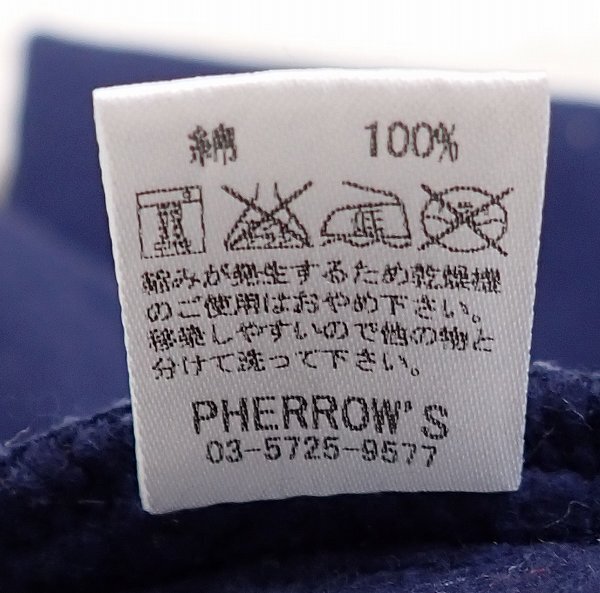 綿 100%
縮みが発生するため乾燥機
のご使用はおやめ下さい。
移染しやすいので他の物と
分けて洗って下さい。
PHERROW'S
03-5725-9577